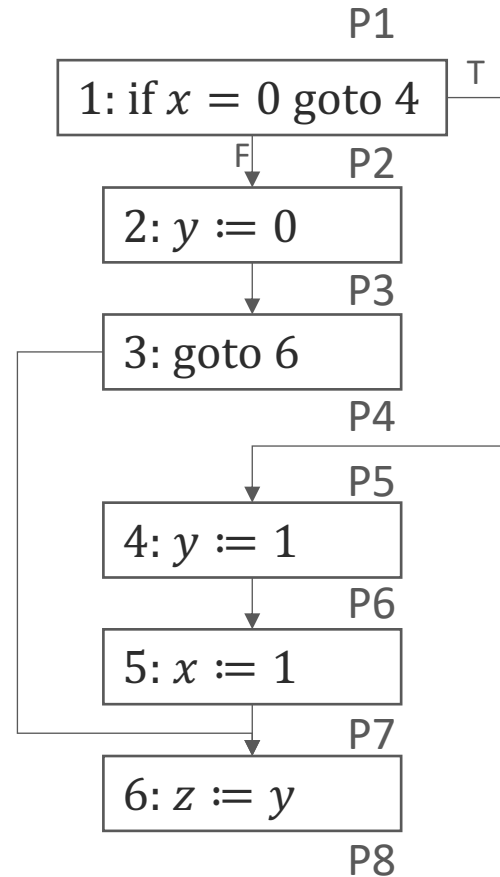 P1
1: if x = 0 goto 4
T
F
P2
2: y := 0
P3
3: goto 6
P4
P5
4: y := 1
P6
5: x := 1
P7
6: z := y
P8